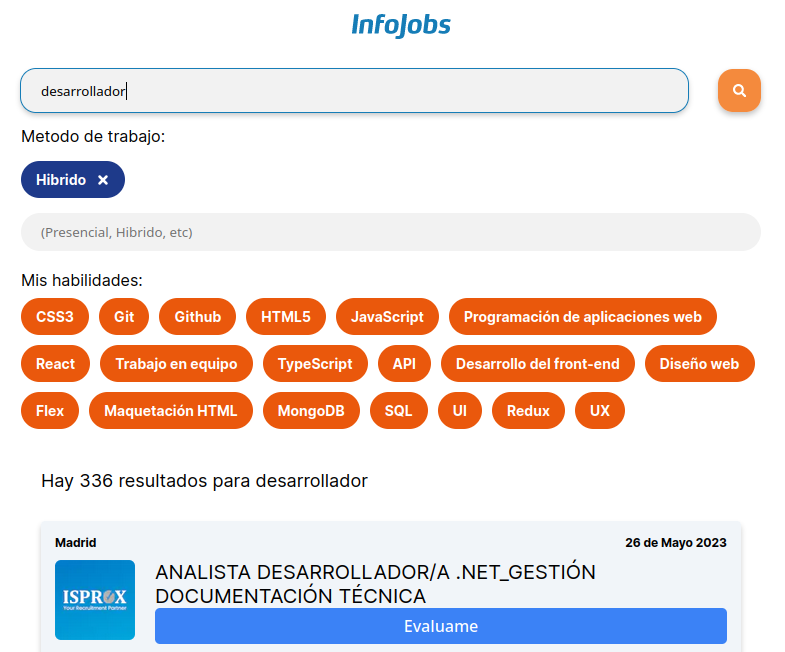 InfoJobs
desarrollador
Metodo de trabajo:
Hibrido ×
(Presencial, Hibrido, etc)
Mis habilidades:
CSS3 Git Github HTML5 JavaScript Programación de aplicaciones web
React Trabajo en equipo TypeScript API Desarrollo del front-end Diseño web
Flex Maquetación HTML MongoDB SQL UI Redux UX
Hay 336 resultados para desarrollador
Madrid 26 de Mayo 2023
ISPROX
Your Recruitment Partner
ANALISTA DESARROLLADOR/A .NET_GESTIÓN
DOCUMENTACIÓN TÉCNICA
Evaluame